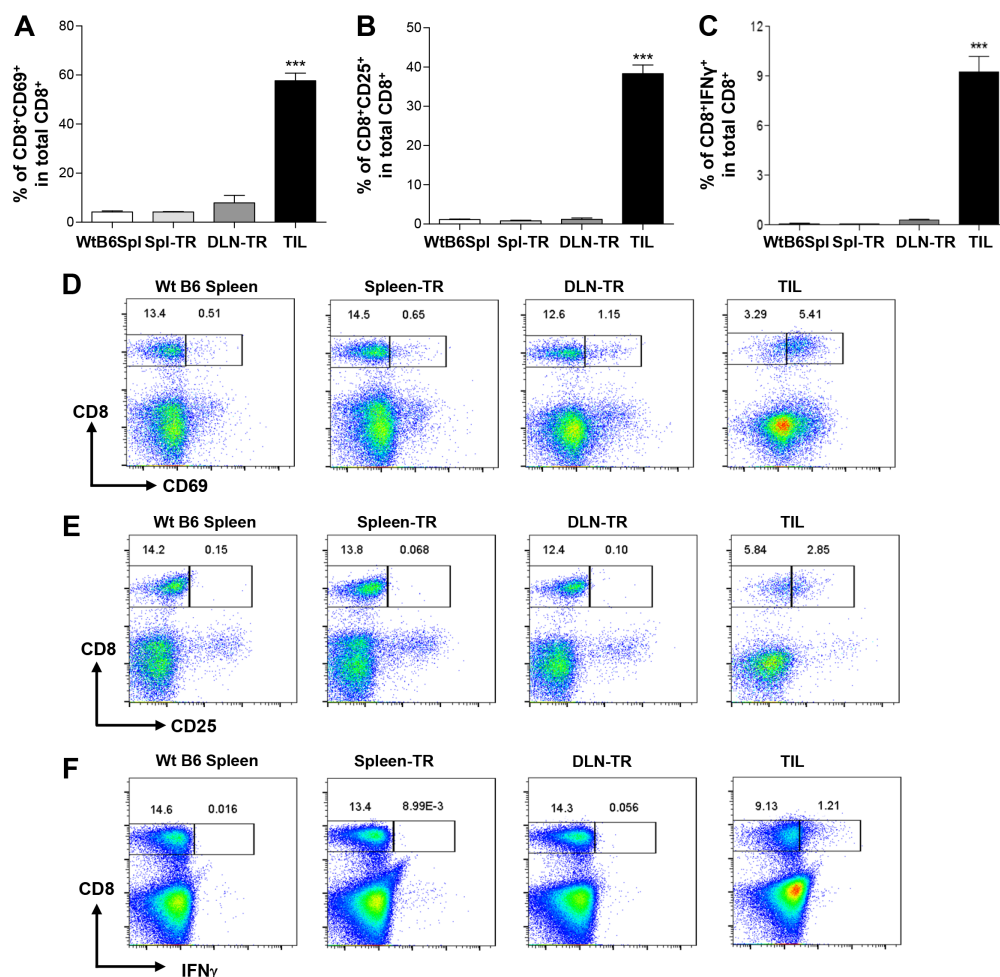 A
% of CD8⁺CD69⁺
in total CD8⁺
80
60
40
20
0
***
WtB6Spl Spl-TR DLN-TR TIL
B
% of CD8⁺CD25⁺
in total CD8⁺
50
40
30
20
10
0
***
WtB6Spl Spl-TR DLN-TR TIL
C
% of CD8⁺IFNγ⁺
in total CD8⁺
12
9
6
3
0
***
WtB6Spl Spl-TR DLN-TR TIL
D
Wt B6 Spleen Spleen-TR DLN-TR TIL
13.4 0.51 14.5 0.65 12.6 1.15 3.29 5.41
CD8
CD69
E
Wt B6 Spleen Spleen-TR DLN-TR TIL
14.2 0.15 13.8 0.068 12.4 0.10 5.84 2.85
CD8
CD25
F
Wt B6 Spleen Spleen-TR DLN-TR TIL
14.6 0.016 13.4 8.99E-3 14.3 0.056 9.13 1.21
CD8
IFNγ